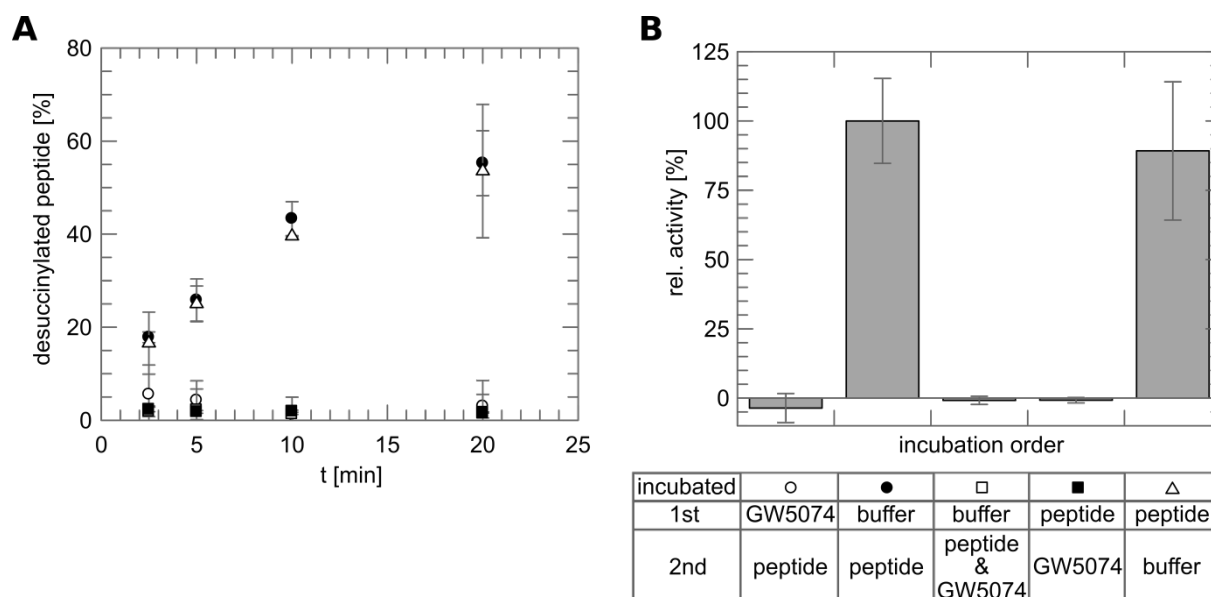 A
80
60
40
20
0
desuccinylated peptide [%]
0 5 10 15 20 25
t [min]
B
125
100
75
50
25
0
rel. activity [%]
incubation order
incubated
1st GW5074 buffer buffer peptide peptide
2nd peptide peptide peptide & GW5074 GW5074 buffer